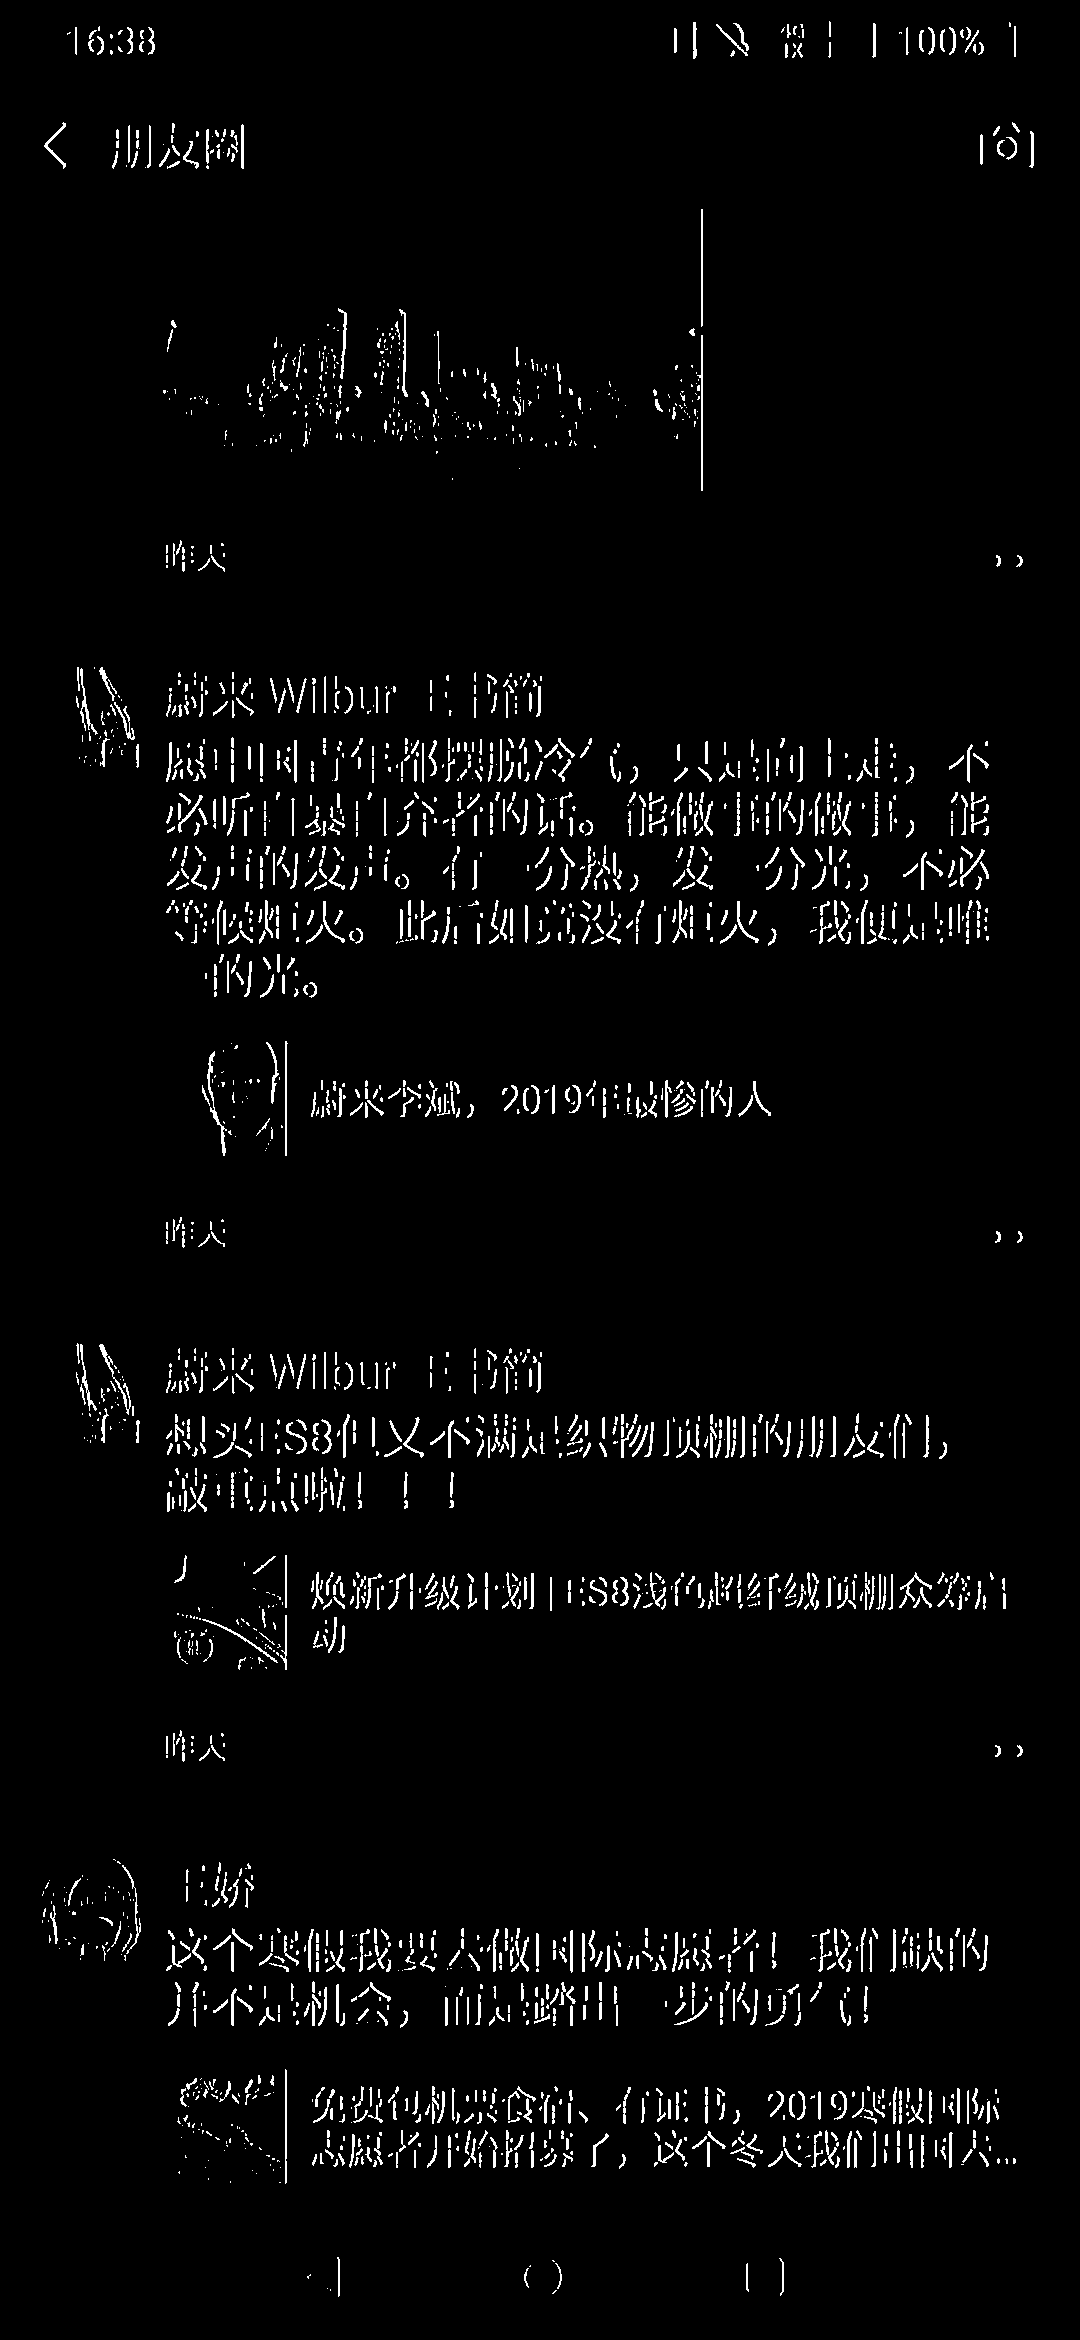 16:38
100%
朋友圈
昨天
蔚来 Wilbur 王书简
愿中国青年都摆脱冷气，只是向上走，不
必听自暴自弃者的话。能做事的做事，能
发声的发声。有一分热，发一分光，不必
等候炬火。此后如竟没有炬火，我便是唯
一的光。
蔚来李斌，2019年最惨的人
昨天
蔚来 Wilbur 王书简
想买ES8但又不满足织物顶棚的朋友们，
敲重点啦！！！
焕新升级计划 | ES8浅色超纤绒顶棚众筹启
动
昨天
王娇
这个寒假我要去做国际志愿者！我们缺的
并不是机会，而是踏出一步的勇气！
免费包机票食宿、有证书，2019寒假国际
志愿者开始招募了，这个冬天我们出国去...